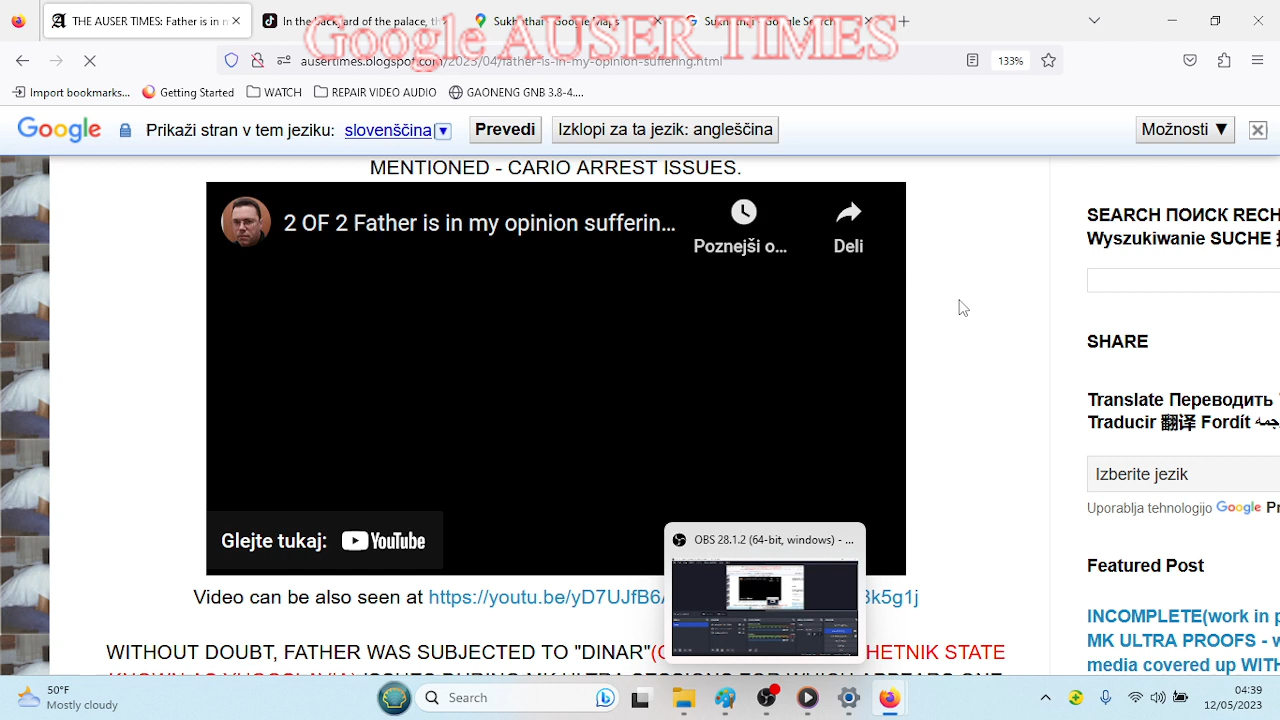 THE AUSER TIMES: Father is in m
In the backyard of the palace, th
Google Maps
Google Search
Google AUSER TIMES
ausertimes.blogspot.com/2023/04/father-is-in-my-opinion-suffering.html
133%
Import bookmarks...
Getting Started
WATCH
REPAIR VIDEO AUDIO
GAONENG GNB 3.8-4....
Google
Prikaži stran v tem jeziku: slovenščina
Prevedi
Izklopi za ta jezik: angleščina
Možnosti ▼
MENTIONED - CARIO ARREST ISSUES.
2 OF 2 Father is in my opinion sufferin...
Poznejši o...
Deli
SEARCH ПОИСК RECH
Wyszukiwanie SUCHE
SHARE
Translate Переводить
Traducir 翻译 Fordít
Izberite jezik
Uporablja tehnologijo Google Pr
Glejte tukaj: YouTube
OBS 28.1.2 (64-bit, windows) - ...
Featured Post
Video can be also seen at https://youtu.be/yD7UJfB6 3k5g1j
INCOMPLETE(work in p
MK ULTRA PROOFS - w
media covered up WITH
WITHOUT DOUBT, FATHER WAS SUBJECTED TO "DINAR"( HETNIK STATE
50°F
Mostly cloudy
Search
04:39
12/05/2023